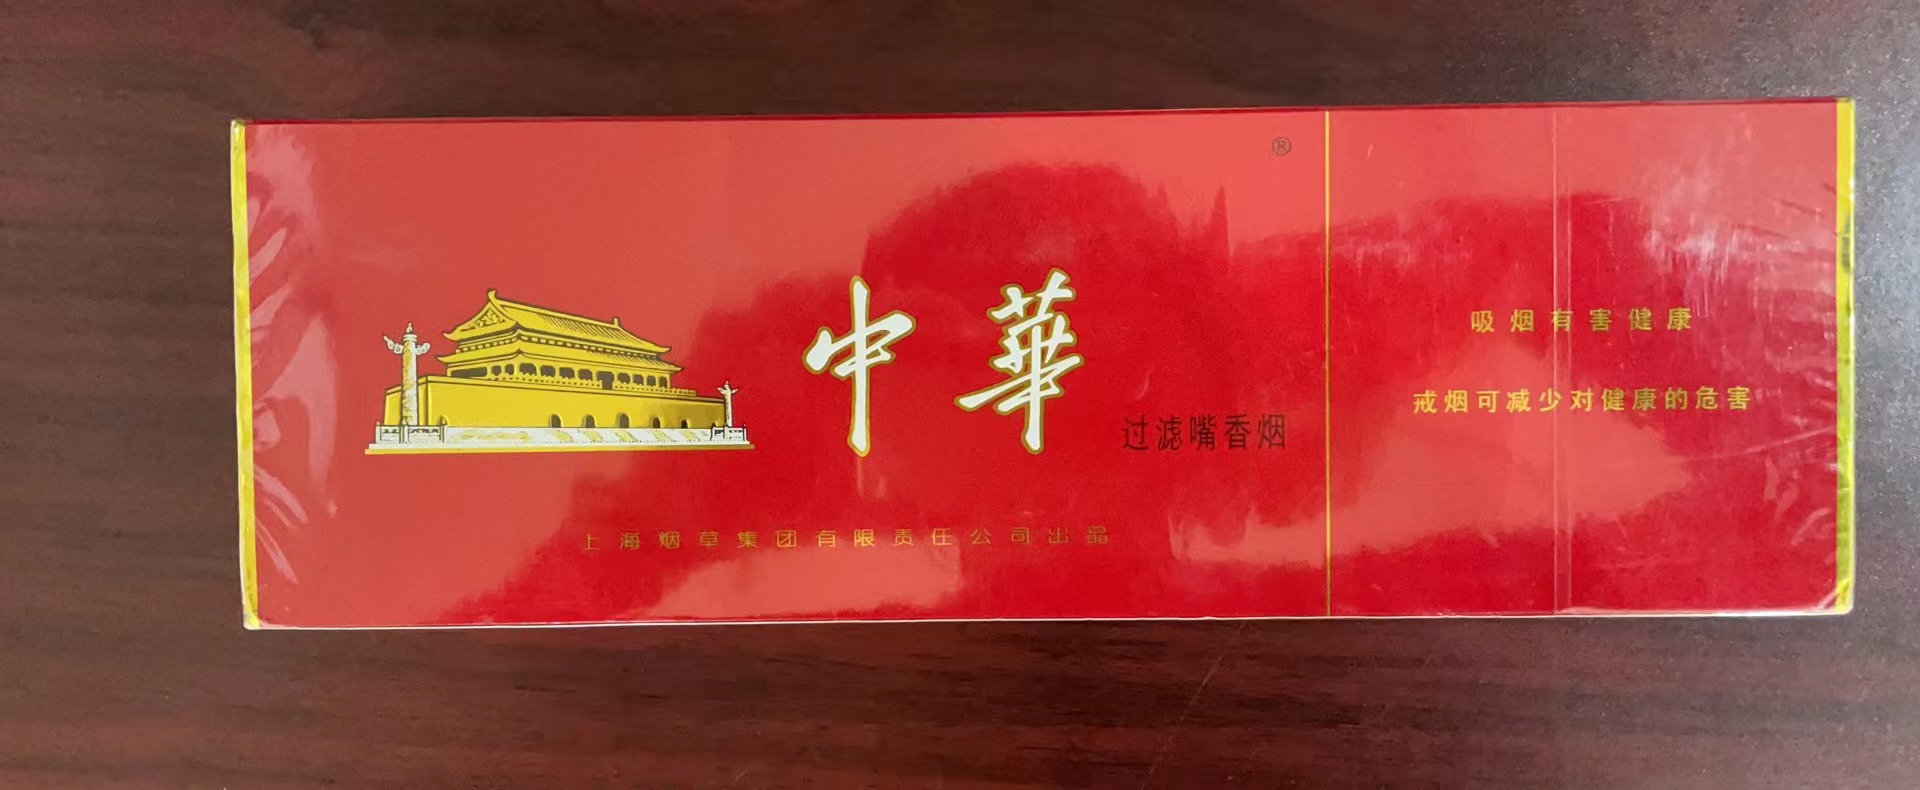 ®
中華
过滤嘴香烟
上海烟草集团有限责任公司出品
吸烟有害健康
戒烟可减少对健康的危害